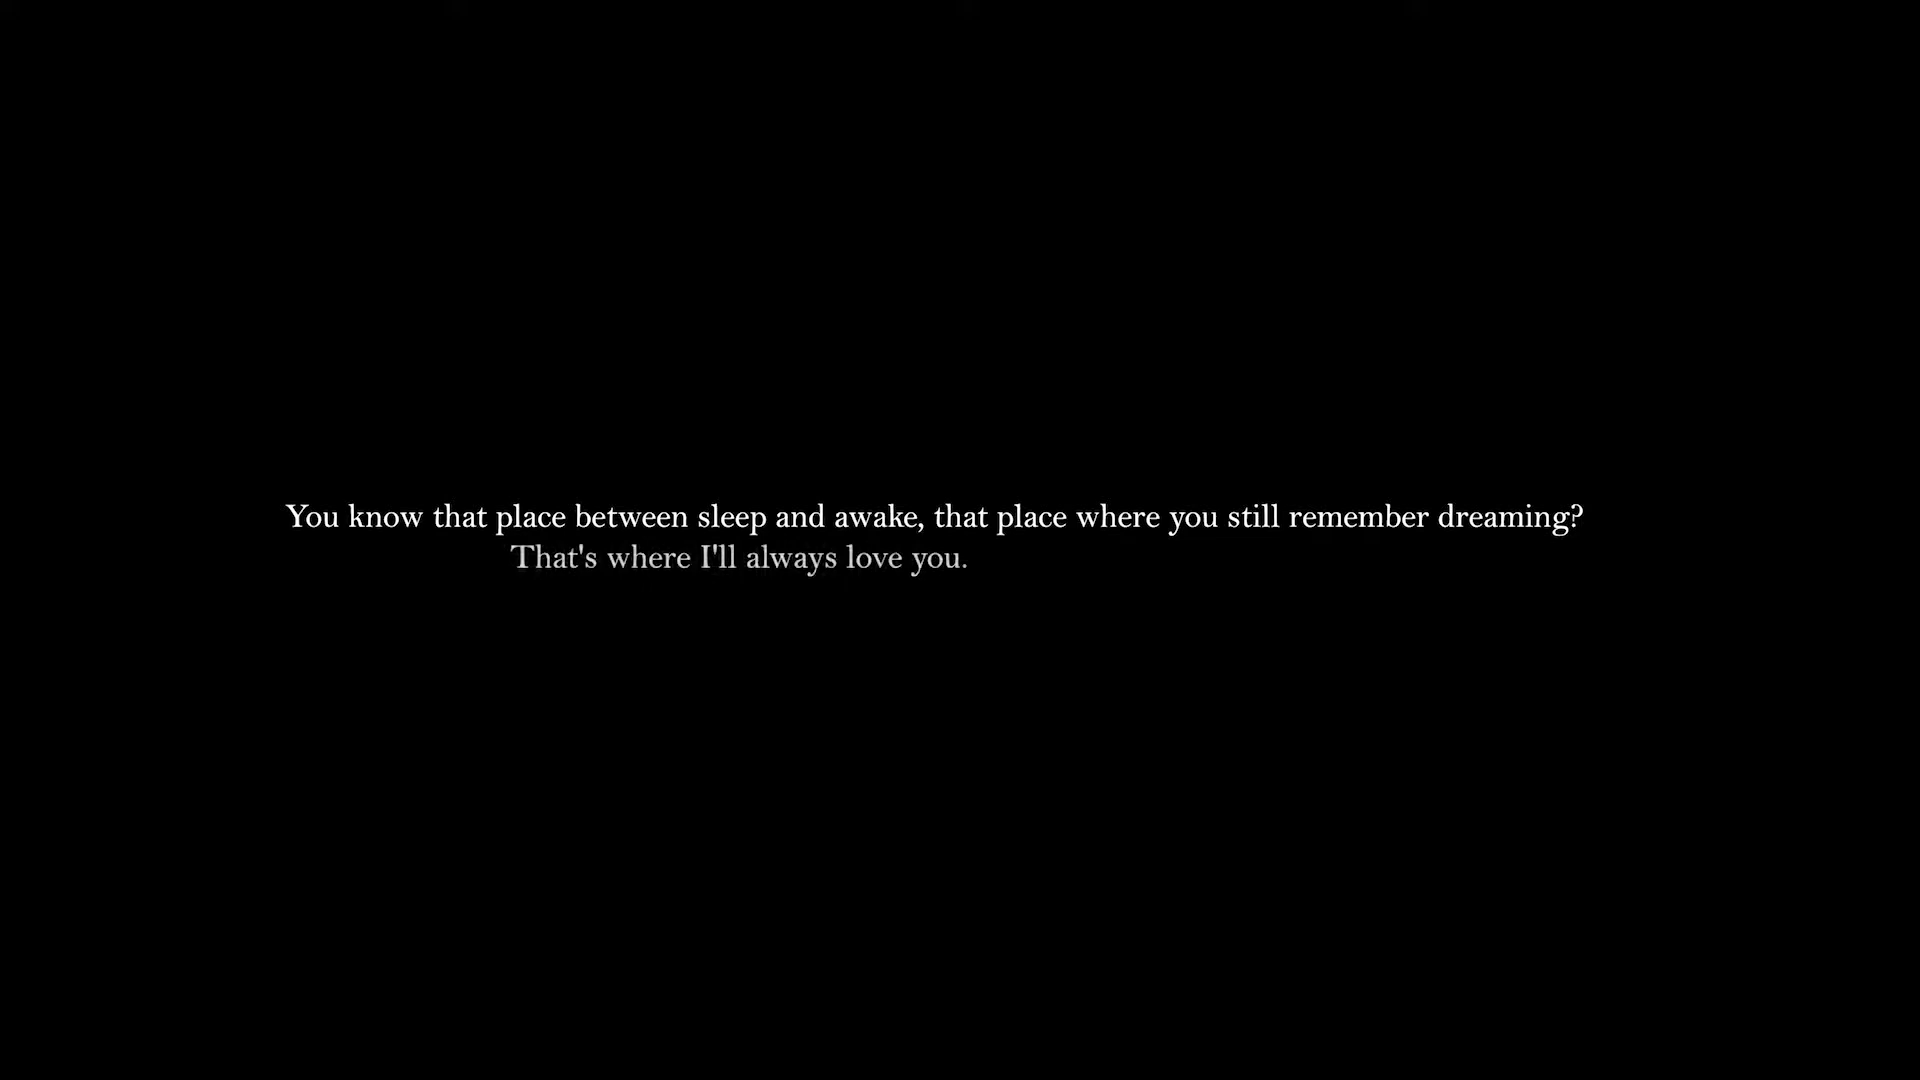 You know that place between sleep and awake, that place where you still remember dreaming?
That's where I'll always love you.